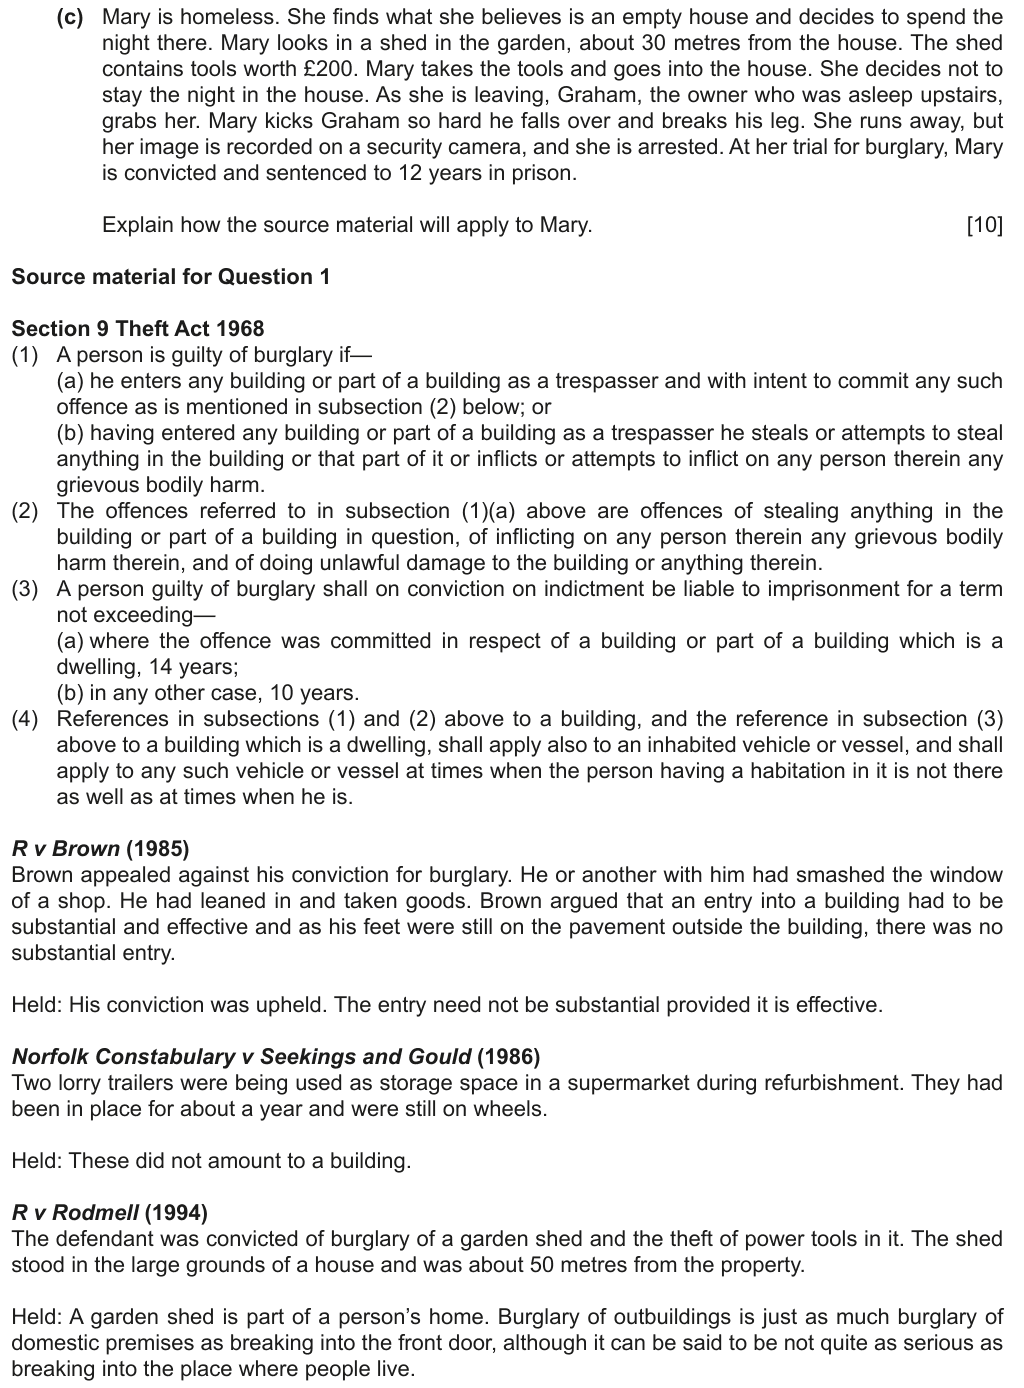 (c) Mary is homeless. She finds what she believes is an empty house and decides to spend the
night there. Mary looks in a shed in the garden, about 30 metres from the house. The shed
contains tools worth £200. Mary takes the tools and goes into the house. She decides not to
stay the night in the house. As she is leaving, Graham, the owner who was asleep upstairs,
grabs her. Mary kicks Graham so hard he falls over and breaks his leg. She runs away, but
her image is recorded on a security camera, and she is arrested. At her trial for burglary, Mary
is convicted and sentenced to 12 years in prison.
Explain how the source material will apply to Mary. [10]
Source material for Question 1
Section 9 Theft Act 1968
(1) A person is guilty of burglary if—
(a) he enters any building or part of a building as a trespasser and with intent to commit any such
offence as is mentioned in subsection (2) below; or
(b) having entered any building or part of a building as a trespasser he steals or attempts to steal
anything in the building or that part of it or inflicts or attempts to inflict on any person therein any
grievous bodily harm.
(2) The offences referred to in subsection (1)(a) above are offences of stealing anything in the
building or part of a building in question, of inflicting on any person therein any grievous bodily
harm therein, and of doing unlawful damage to the building or anything therein.
(3) A person guilty of burglary shall on conviction on indictment be liable to imprisonment for a term
not exceeding—
(a) where the offence was committed in respect of a building or part of a building which is a
dwelling, 14 years;
(b) in any other case, 10 years.
(4) References in subsections (1) and (2) above to a building, and the reference in subsection (3)
above to a building which is a dwelling, shall apply also to an inhabited vehicle or vessel, and shall
apply to any such vehicle or vessel at times when the person having a habitation in it is not there
as well as at times when he is.
R v Brown (1985)
Brown appealed against his conviction for burglary. He or another with him had smashed the window
of a shop. He had leaned in and taken goods. Brown argued that an entry into a building had to be
substantial and effective and as his feet were still on the pavement outside the building, there was no
substantial entry.
Held: His conviction was upheld. The entry need not be substantial provided it is effective.
Norfolk Constabulary v Seekings and Gould (1986)
Two lorry trailers were being used as storage space in a supermarket during refurbishment. They had
been in place for about a year and were still on wheels.
Held: These did not amount to a building.
R v Rodmell (1994)
The defendant was convicted of burglary of a garden shed and the theft of power tools in it. The shed
stood in the large grounds of a house and was about 50 metres from the property.
Held: A garden shed is part of a person's home. Burglary of outbuildings is just as much burglary of
domestic premises as breaking into the front door, although it can be said to be not quite as serious as
breaking into the place where people live.